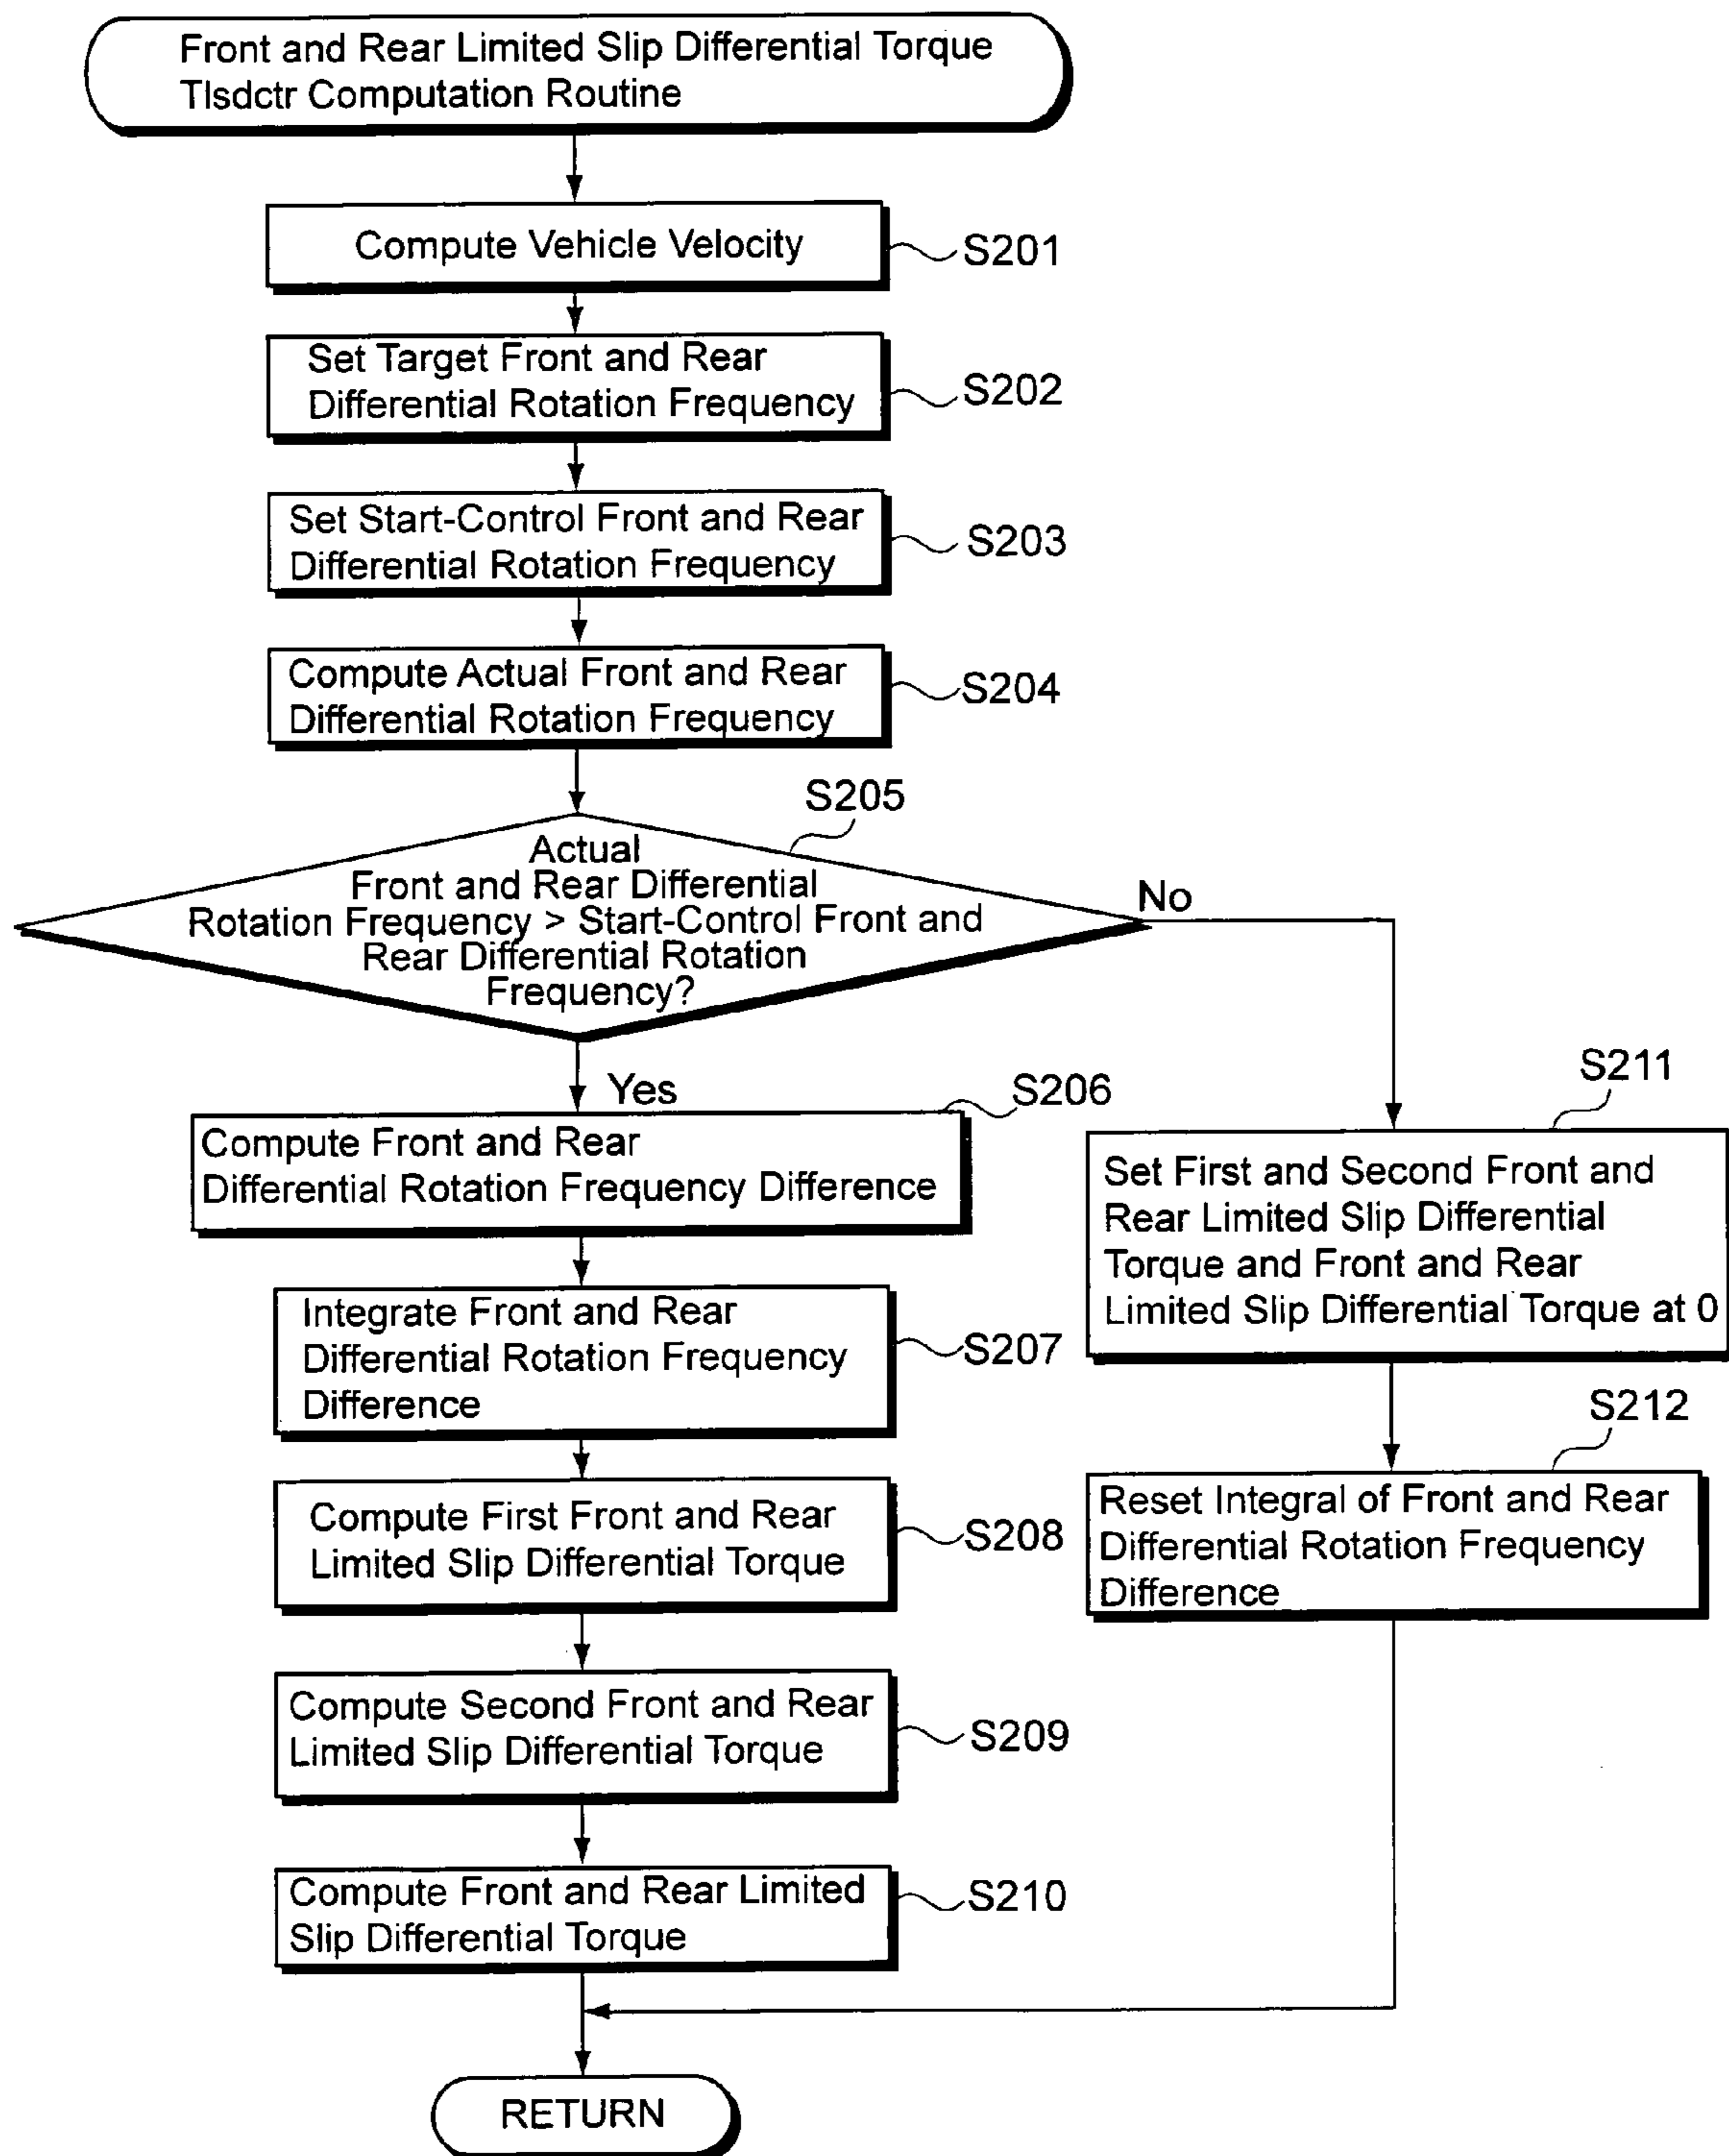 Front and Rear Limited Slip Differential Torque
Tlsdctr Computation Routine
Compute Vehicle Velocity
S201
Set Target Front and Rear
Differential Rotation Frequency
S202
Set Start-Control Front and Rear
Differential Rotation Frequency
S203
Compute Actual Front and Rear
Differential Rotation Frequency
S204
S205
Actual
Front and Rear Differential
Rotation Frequency > Start-Control Front and
Rear Differential Rotation
Frequency?
No
Yes
S206
Compute Front and Rear
Differential Rotation Frequency Difference
Integrate Front and Rear
Differential Rotation Frequency
Difference
S207
Compute First Front and Rear
Limited Slip Differential Torque
S208
Compute Second Front and Rear
Limited Slip Differential Torque
S209
Compute Front and Rear Limited
Slip Differential Torque
S210
S211
Set First and Second Front and
Rear Limited Slip Differential
Torque and Front and Rear
Limited Slip Differential Torque at 0
S212
Reset Integral of Front and Rear
Differential Rotation Frequency
Difference
RETURN